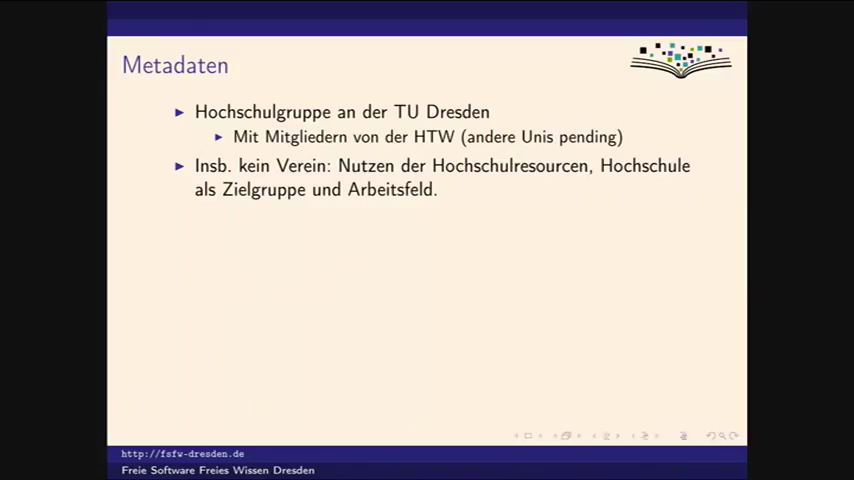 Metadaten
Hochschulgruppe an der TU Dresden
Mit Mitgliedern von der HTW (andere Unis pending)
Insb. kein Verein: Nutzen der Hochschulresourcen, Hochschule
als Zielgruppe und Arbeitsfeld.
http://fsfw-dresden.de
Freie Software Freies Wissen Dresden